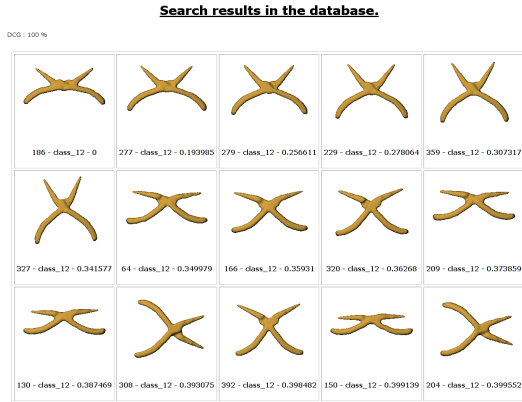 Search results in the database.
DCG : 100 %
186 - class_12 - 0
277 - class_12 - 0.193985
279 - class_12 - 0.256611
229 - class_12 - 0.278064
359 - class_12 - 0.307317
327 - class_12 - 0.341577
64 - class_12 - 0.349979
166 - class_12 - 0.35931
320 - class_12 - 0.36268
209 - class_12 - 0.373859
130 - class_12 - 0.387469
308 - class_12 - 0.393075
392 - class_12 - 0.398482
150 - class_12 - 0.399139
204 - class_12 - 0.399552